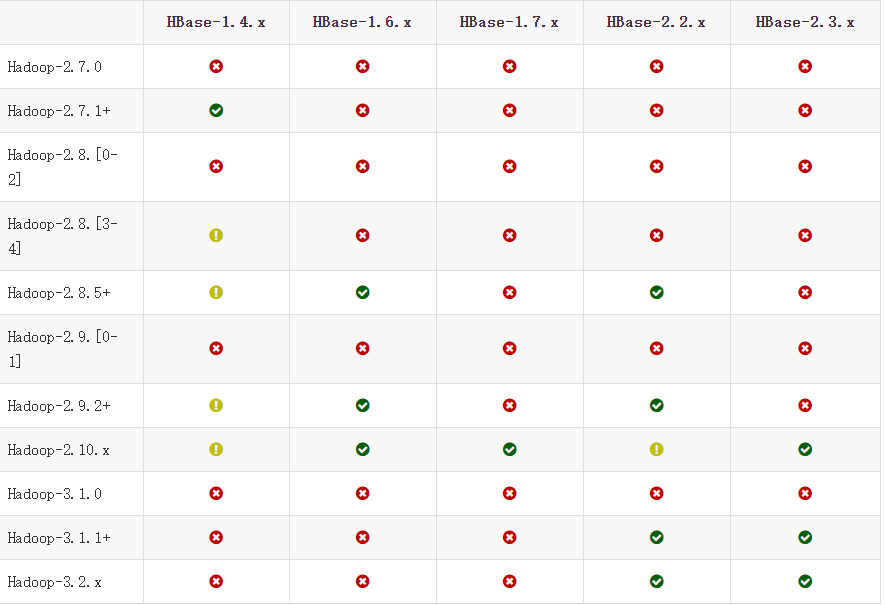 HBase-1.4.x HBase-1.6.x HBase-1.7.x HBase-2.2.x HBase-2.3.x
Hadoop-2.7.0
Hadoop-2.7.1+
Hadoop-2.8.[0-
2]
Hadoop-2.8.[3-
4]
Hadoop-2.8.5+
Hadoop-2.9.[0-
1]
Hadoop-2.9.2+
Hadoop-2.10.x
Hadoop-3.1.0
Hadoop-3.1.1+
Hadoop-3.2.x